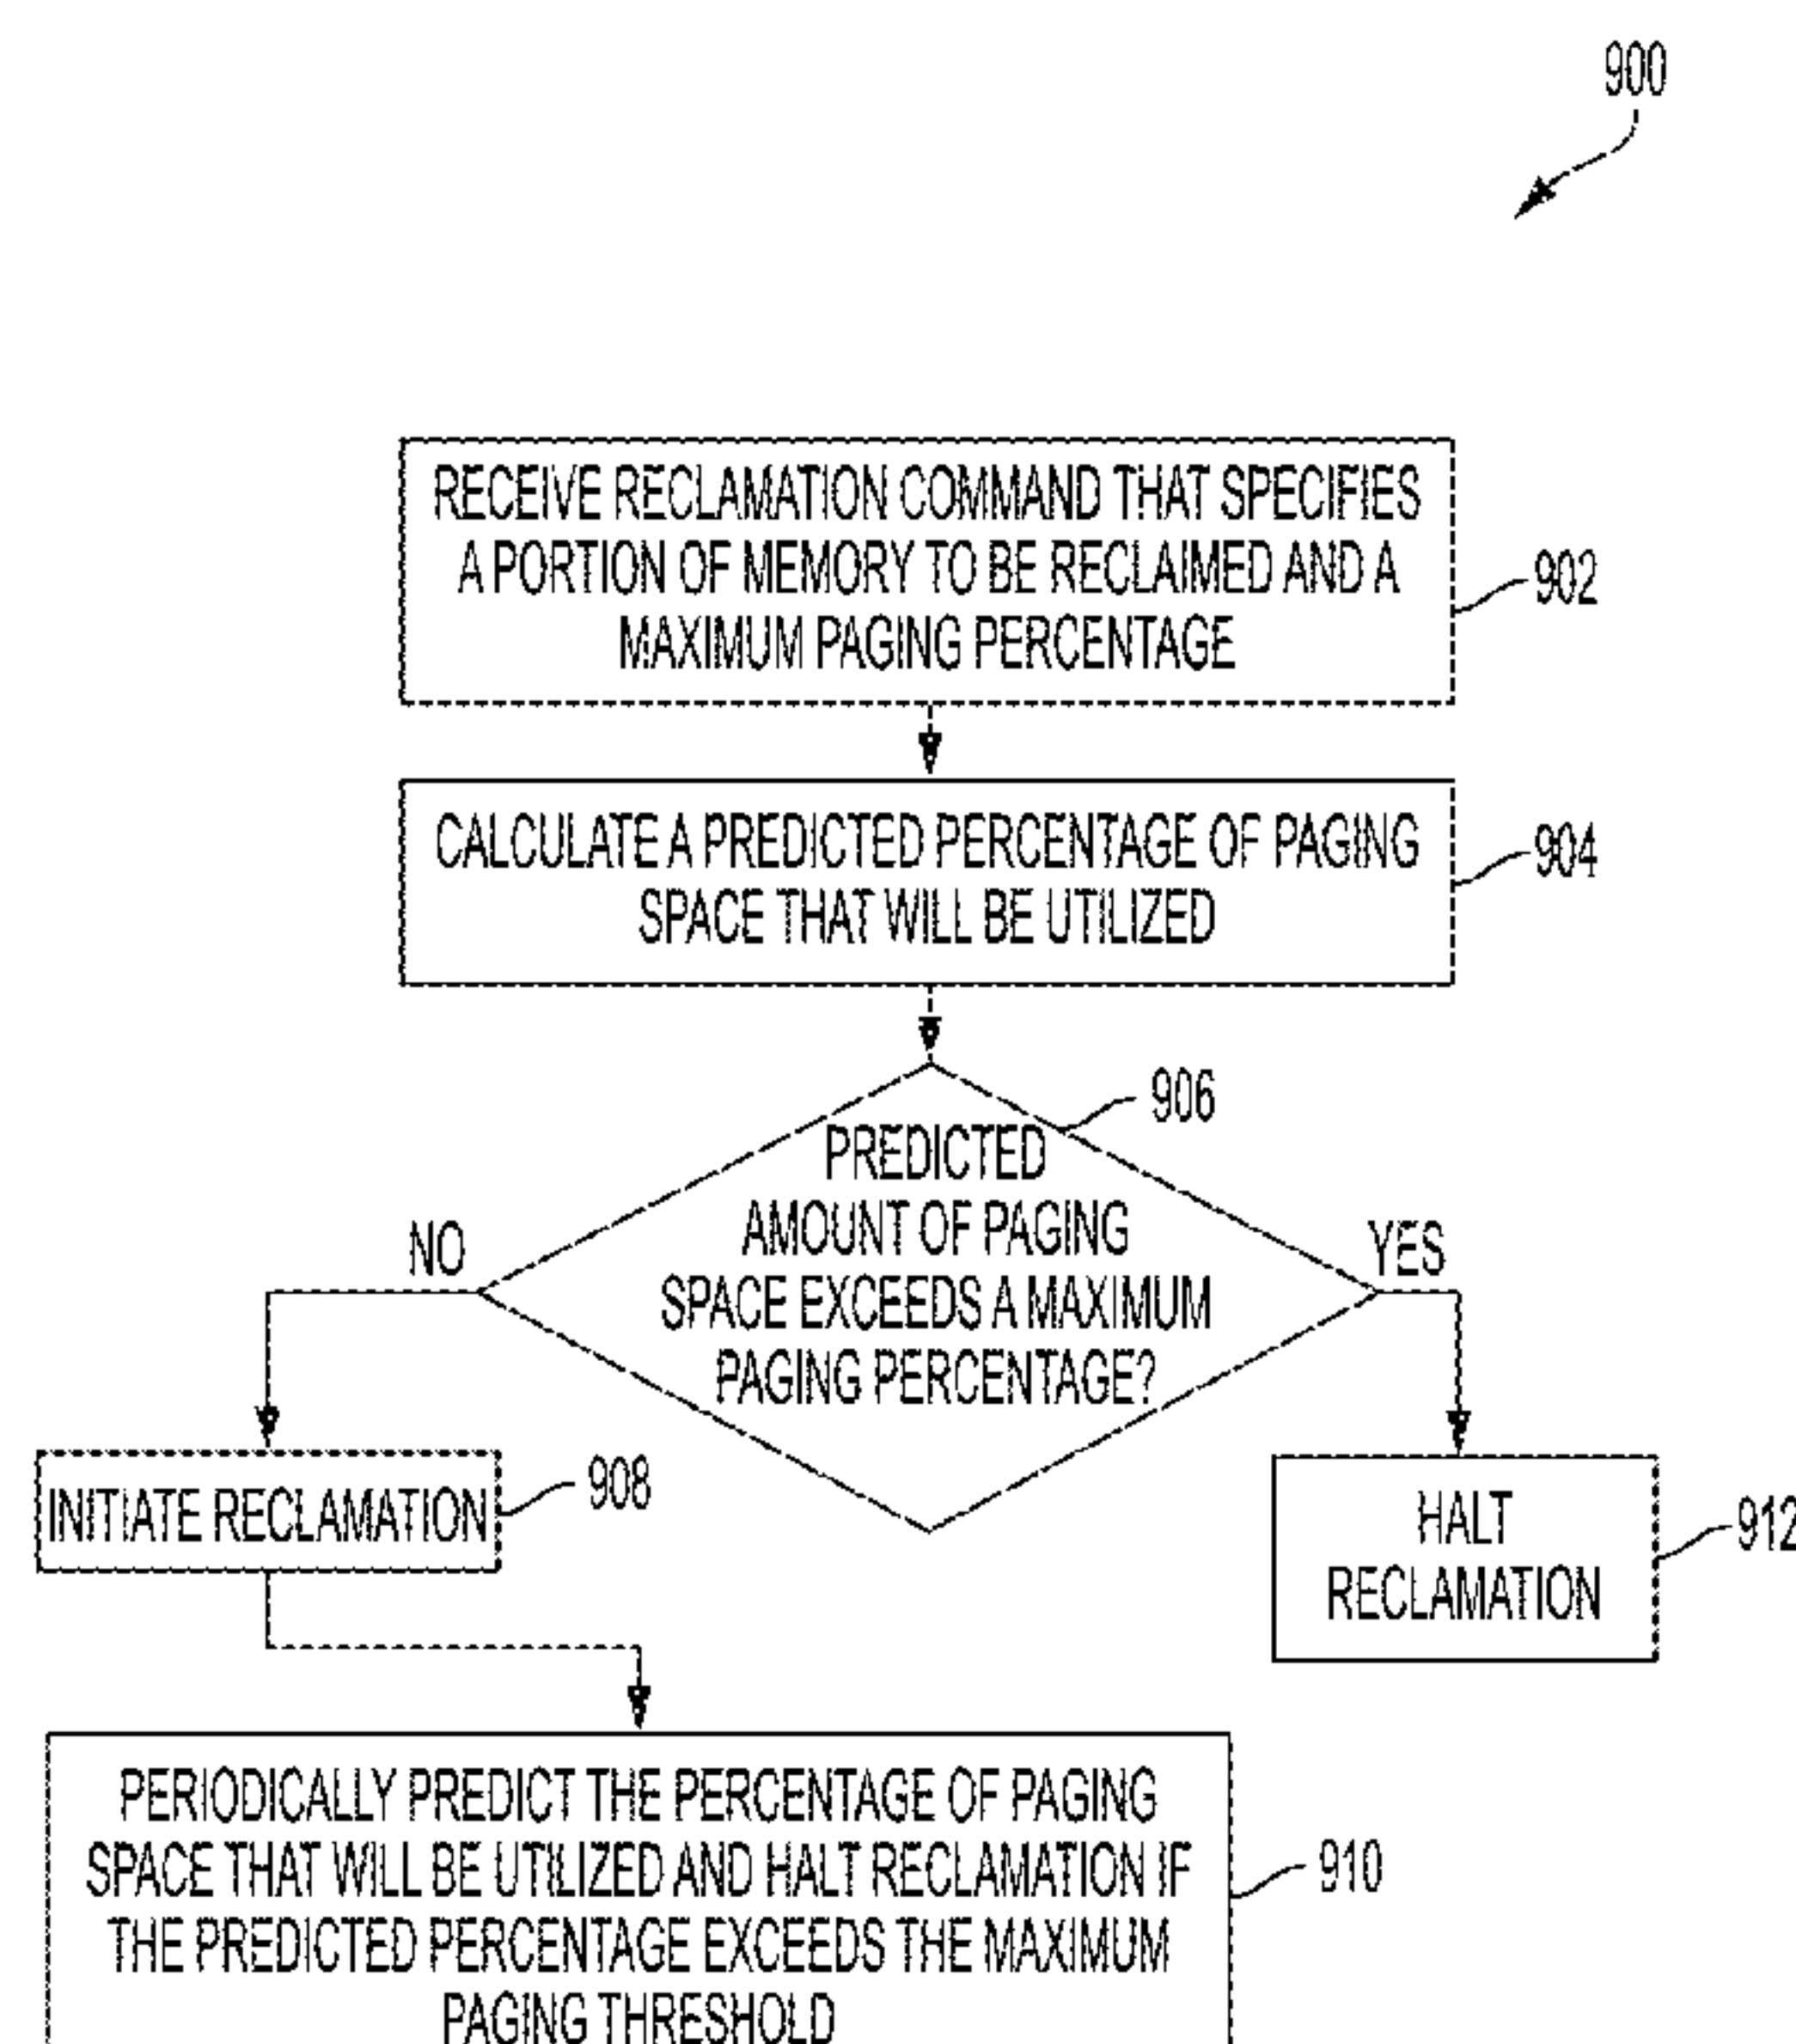 900
RECEIVE RECLAMATION COMMAND THAT SPECIFIES
A PORTION OF MEMORY TO BE RECLAIMED AND A
MAXIMUM PAGING PERCENTAGE
902
CALCULATE A PREDICTED PERCENTAGE OF PAGING
SPACE THAT WILL BE UTILIZED
904
906
PREDICTED
AMOUNT OF PAGING
SPACE EXCEEDS A MAXIMUM
PAGING PERCENTAGE?
NO
YES
INITIATE RECLAMATION
908
HALT
RECLAMATION
912
PERIODICALLY PREDICT THE PERCENTAGE OF PAGING
SPACE THAT WILL BE UTILIZED AND HALT RECLAMATION IF
THE PREDICTED PERCENTAGE EXCEEDS THE MAXIMUM
PAGING THRESHOLD
910